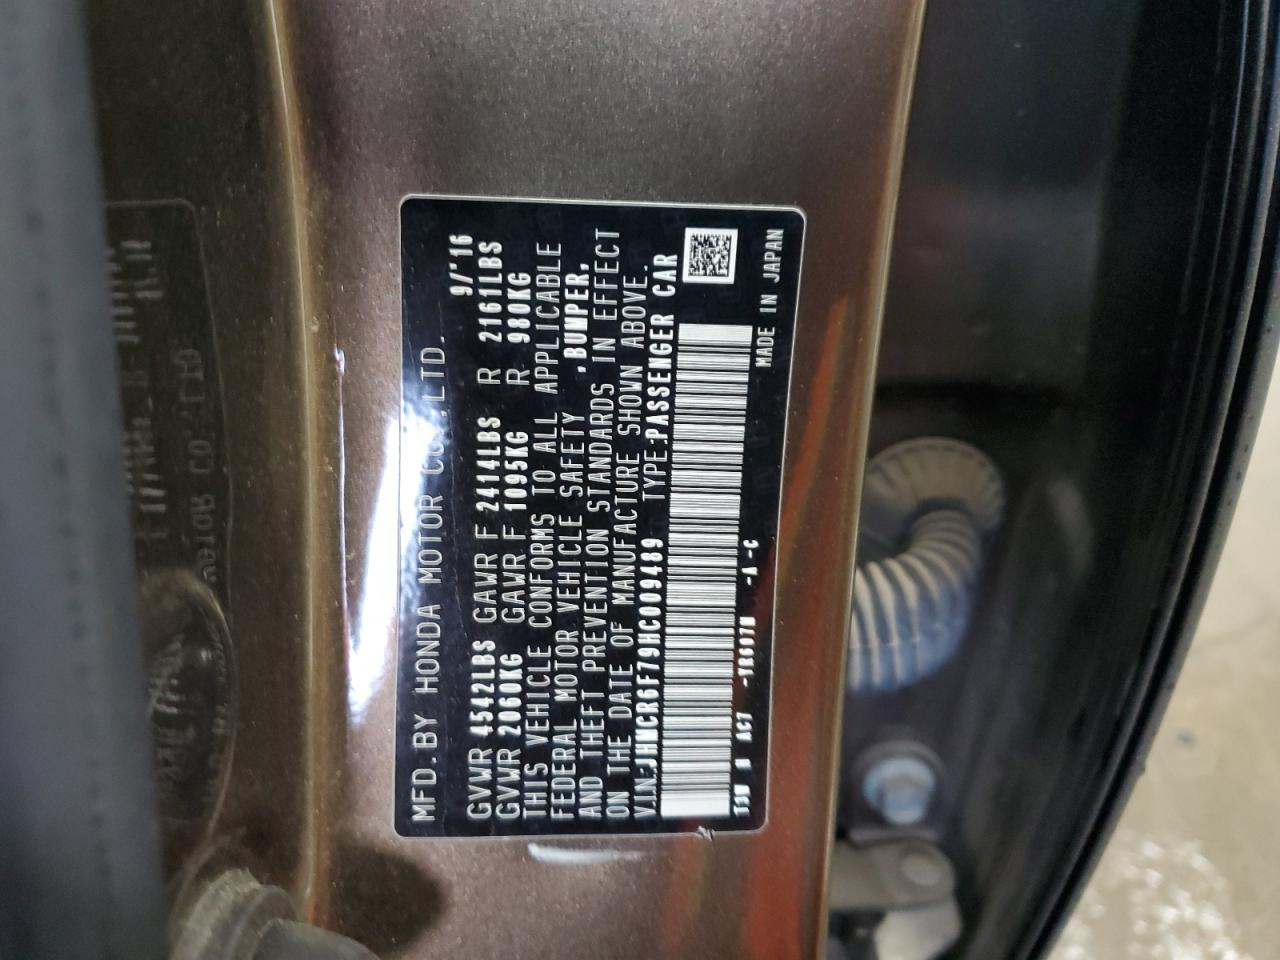 MFD. BY HONDA MOTOR CO., LTD. 9/'16
GVWR 4542LBS GAWR F 2414LBS R 2161LBS
GVWR 2060KG GAWR F 1095KG R 980KG
THIS VEHICLE CONFORMS TO ALL APPLICABLE
FEDERAL MOTOR VEHICLE SAFETY ,BUMPER,
AND THEFT PREVENTION STANDARDS IN EFFECT
ON THE DATE OF MANUFACTURE SHOWN ABOVE.
V.I.N:JHMCR6F79HC009489 TYPE:PASSENGER CAR
-A -C
MADE IN JAPAN